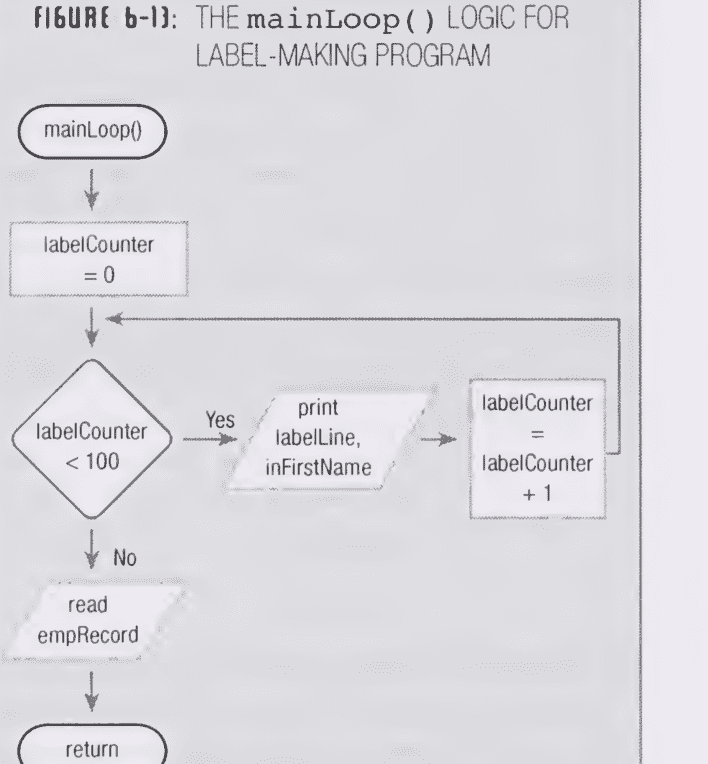 FIGURE 6-13: THE mainLoop() LOGIC FOR
LABEL-MAKING PROGRAM
mainLoop()
labelCounter
= 0
labelCounter
< 100
Yes
print
labelLine,
inFirstName
labelCounter
=
labelCounter
+ 1
No
read
empRecord
return